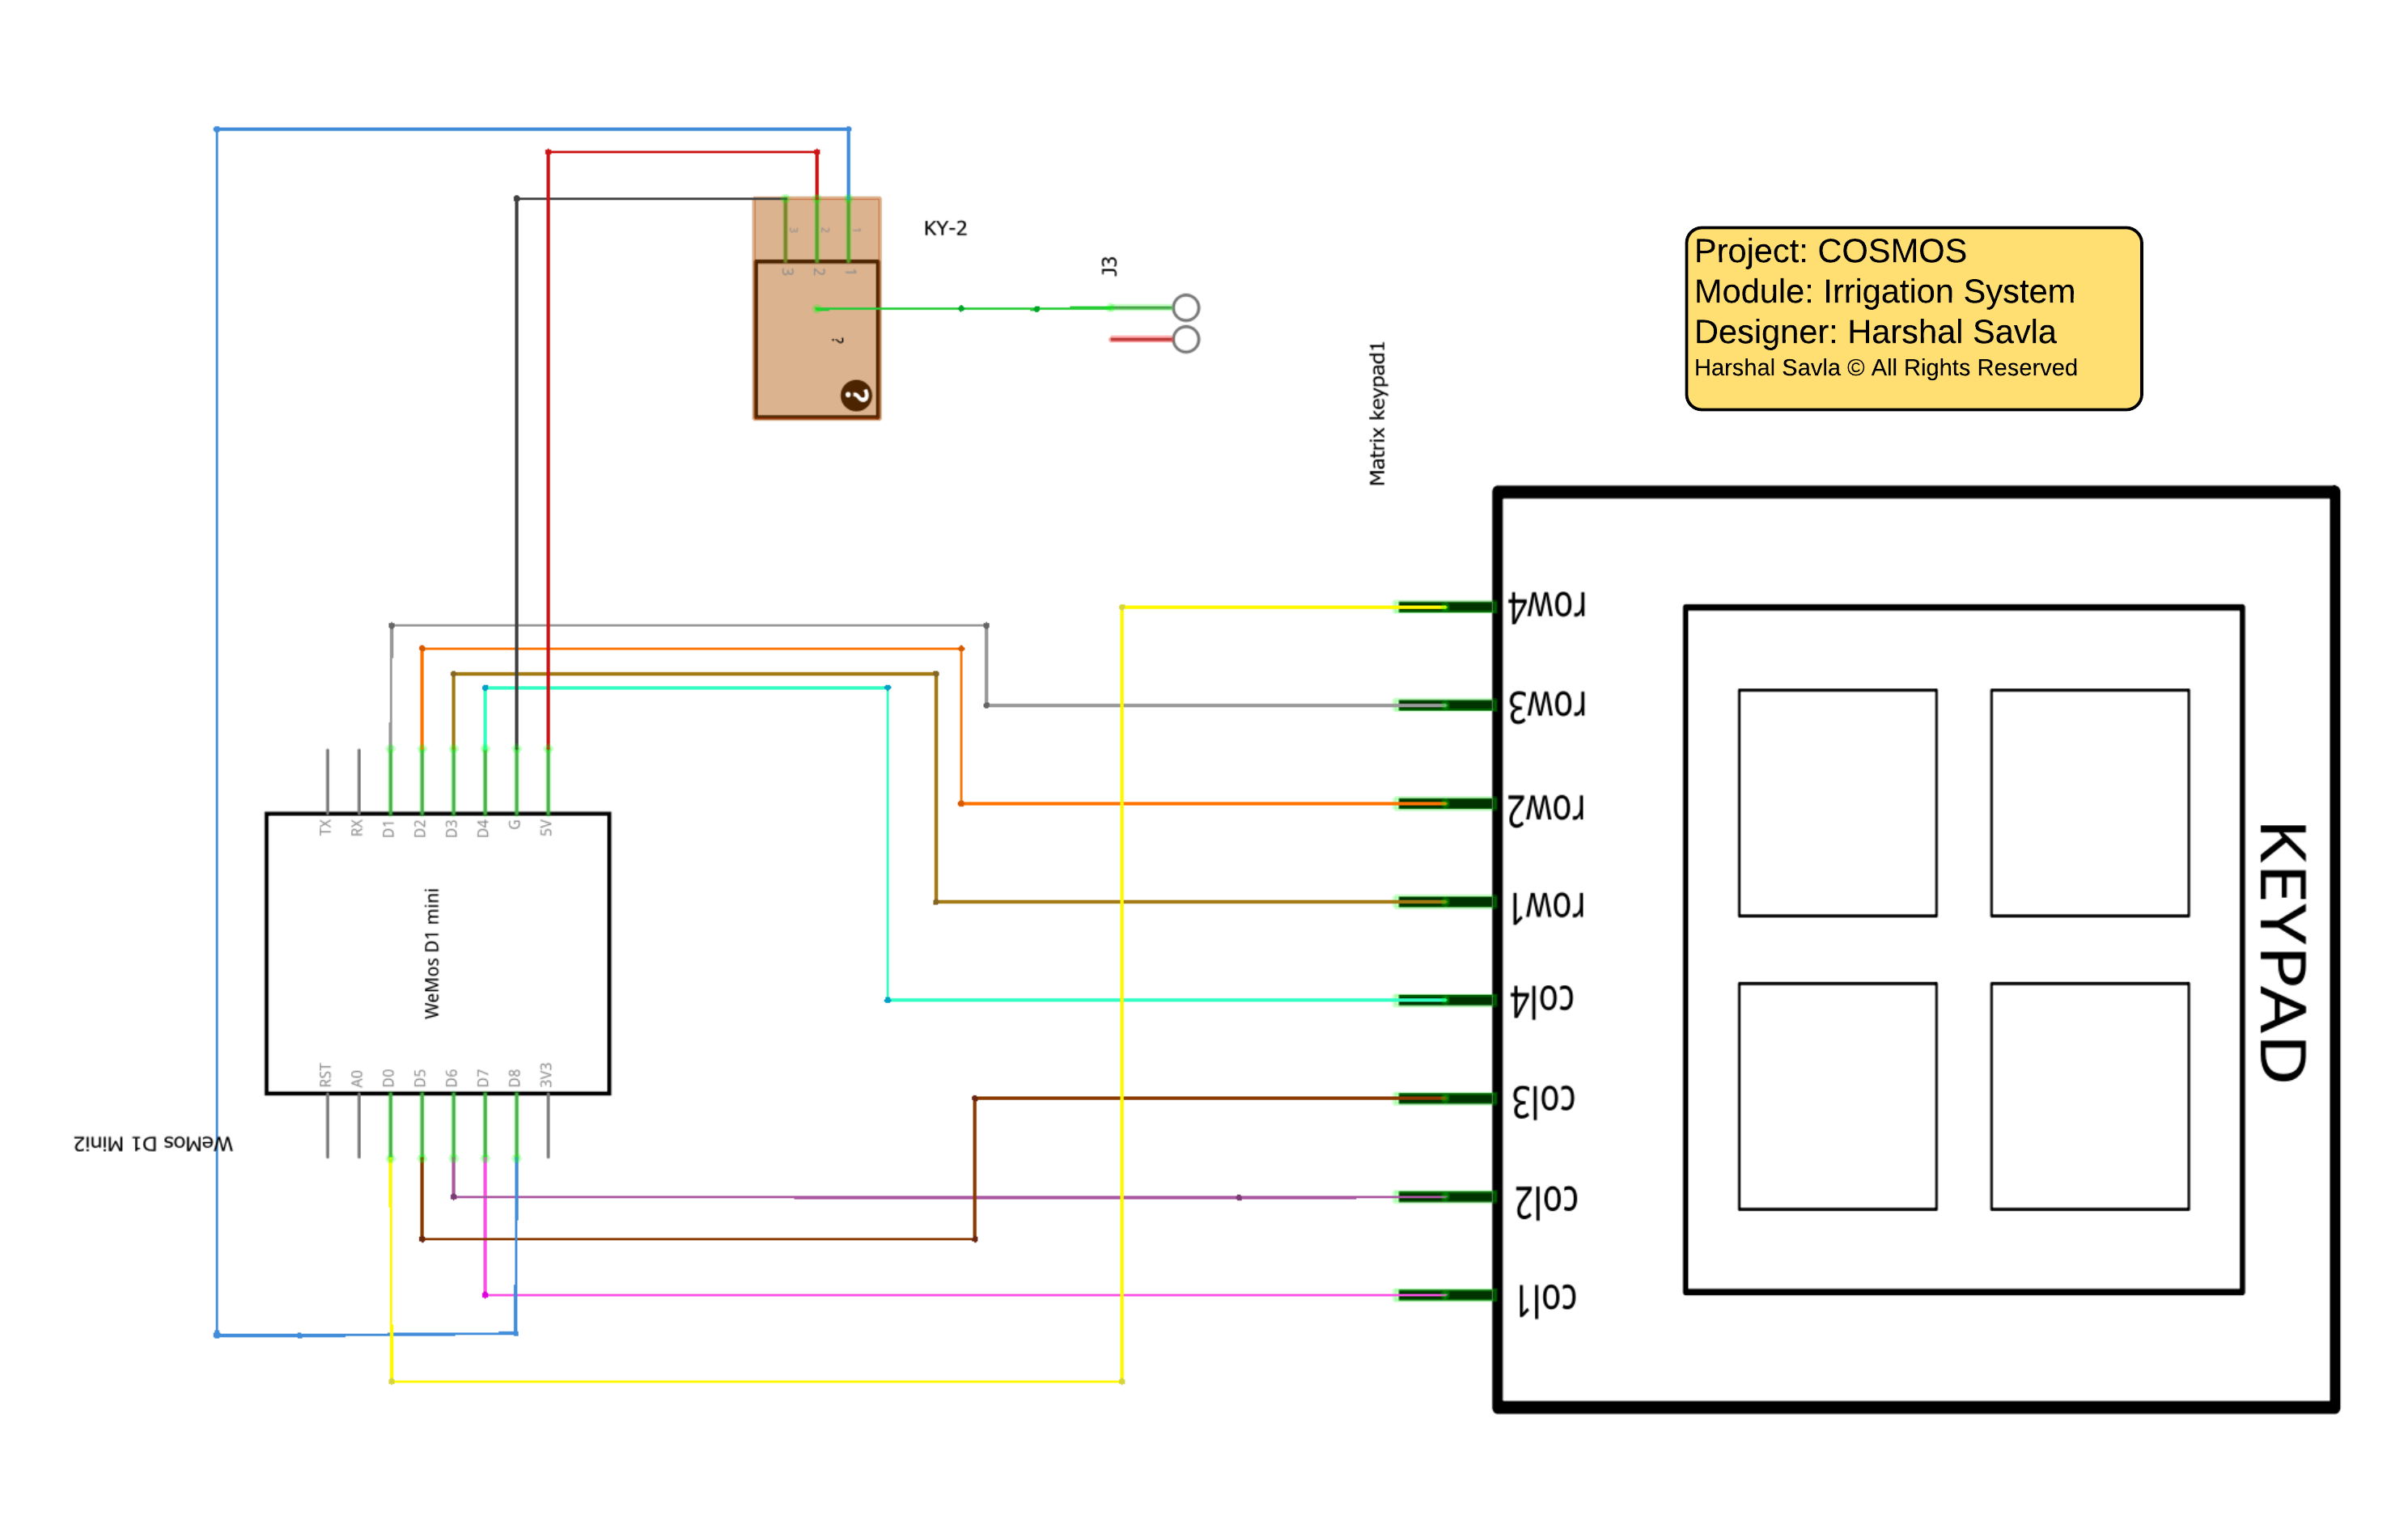 KY-2
3
2
1
3
2
1
?
?
J3
Project: COSMOS
Module: Irrigation System
Designer: Harshal Savla
Harshal Savla © All Rights Reserved
Matrix keypad1
row4
row3
row2
row1
col4
col3
col2
col1
KEYPAD
TX
RX
D1
D2
D3
D4
G
5V
WeMos D1 mini
RST
A0
D0
D5
D6
D7
D8
3V3
WeMos D1 Mini2